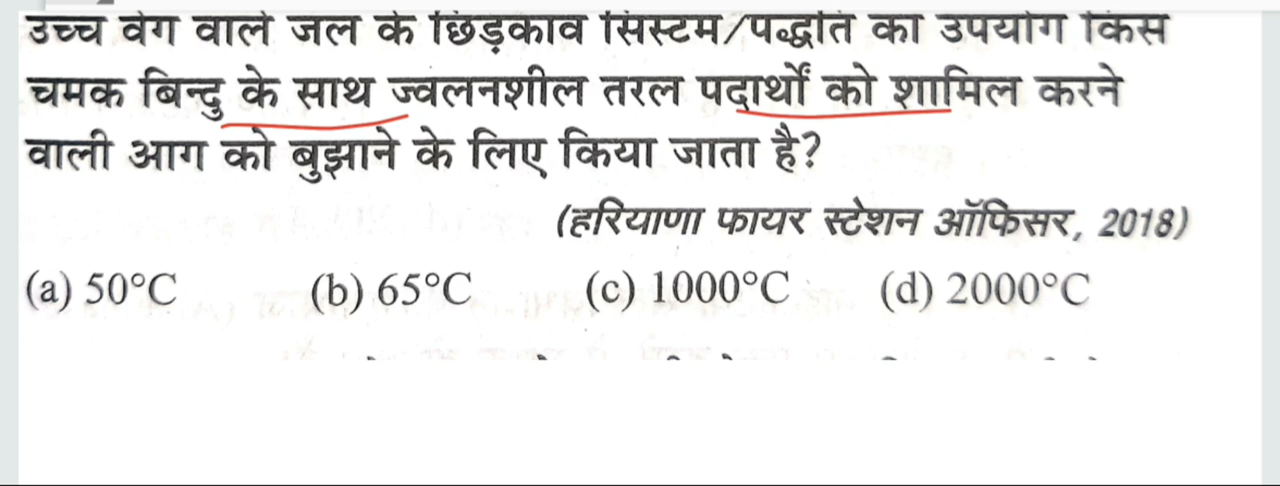 उच्च वेग वाले जल के छिड़काव सिस्टम/पद्धति का उपयोग किस
चमक बिन्दु के साथ ज्वलनशील तरल पदार्थों को शामिल करने
वाली आग को बुझाने के लिए किया जाता है?
(हरियाणा फायर स्टेशन ऑफिसर, 2018)
(a) 50°C (b) 65°C (c) 1000°C (d) 2000°C